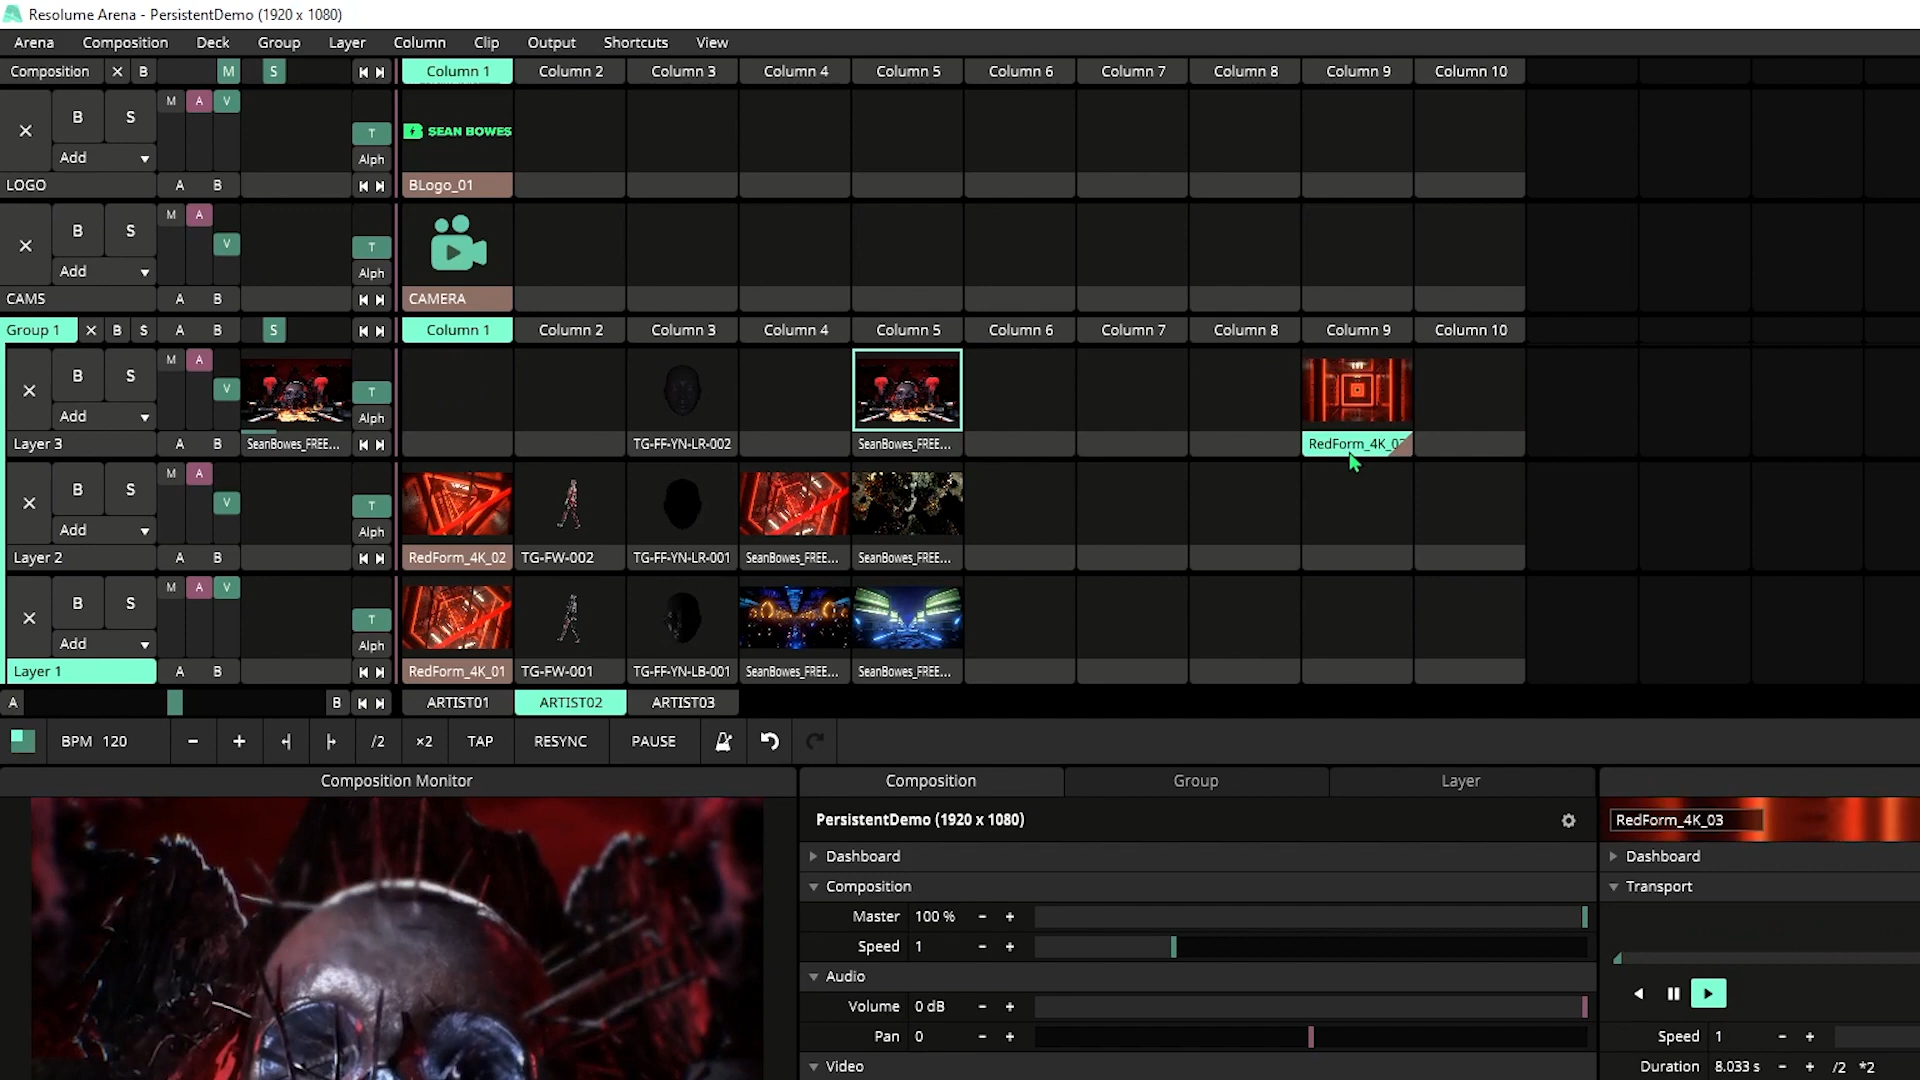 Resolume Arena - PersistentDemo (1920 x 1080)
Arena Composition Deck Group Layer Column Clip Output Shortcuts View
Composition X B M S Column 1 Column 2 Column 3 Column 4 Column 5 Column 6 Column 7 Column 8 Column 9 Column 10
M A V
X B S T SEAN BOWES
Add Alph
LOGO A B BLogo_01
M A
X B S V T
Add Alph
CAMS A B CAMERA
Group 1 X B S A B S Column 1 Column 2 Column 3 Column 4 Column 5 Column 6 Column 7 Column 8 Column 9 Column 10
M A
X B S V T
Add Alph
Layer 3 A B SeanBowes_FREE... TG-FF-YN-LR-002 SeanBowes_FREE... RedForm_4K_03
M A
X B S V T
Add Alph
Layer 2 A B RedForm_4K_02 TG-FW-002 TG-FF-YN-LR-001 SeanBowes_FREE... SeanBowes_FREE...
M A V
X B S T
Add Alph
Layer 1 A B RedForm_4K_01 TG-FW-001 TG-FF-YN-LB-001 SeanBowes_FREE... SeanBowes_FREE...
A B ARTIST01 ARTIST02 ARTIST03
BPM 120 - + /2 ×2 TAP RESYNC PAUSE
Composition Monitor Composition Group Layer
PersistentDemo (1920 x 1080) RedForm_4K_03
Dashboard Dashboard
Composition Transport
Master 100 % - +
Speed 1 - +
Audio
Volume 0 dB - +
Pan 0 - + Speed 1 - +
Video Duration 8.033 s - + /2 *2